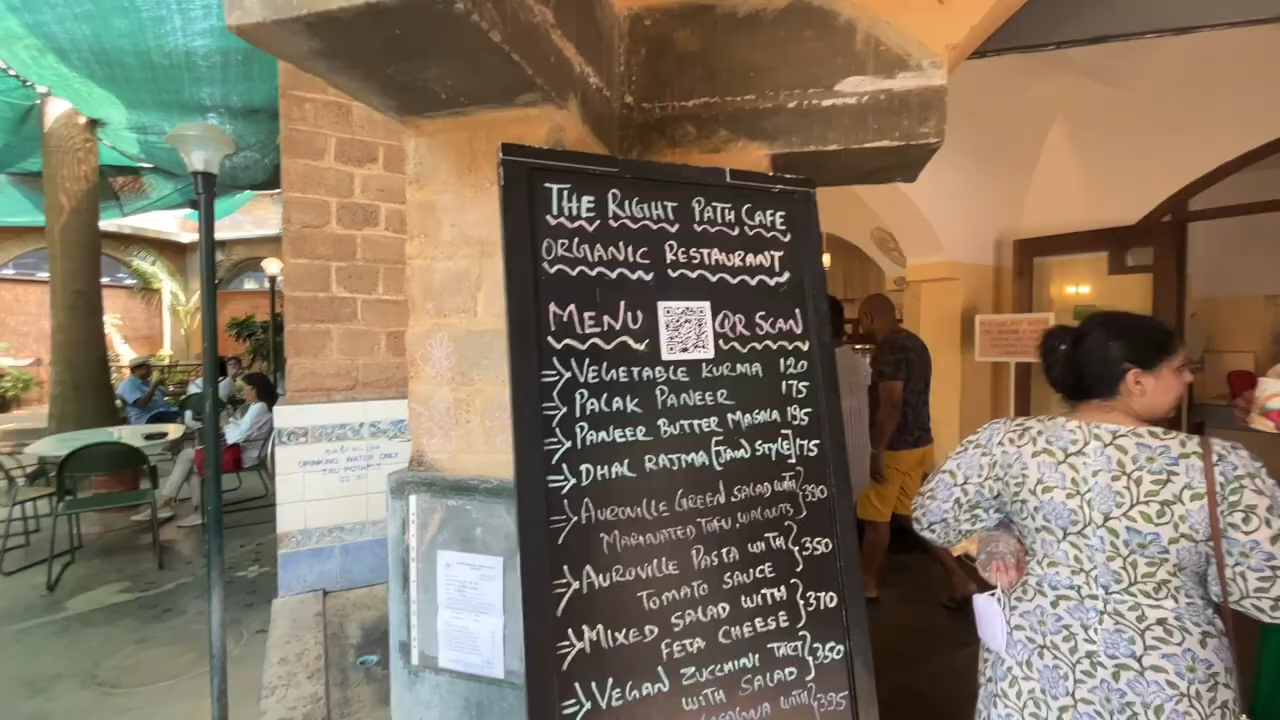 THE RIGHT PATH CAFE
ORGANIC RESTAURANT
MENU QR SCAN
VEGETABLE KURMA 120
PALAK PANEER 175
PANEER BUTTER MASALA 195
DHAL RAJMA [JAIN STYLE] 175
AUROVILLE GREEN SALAD WITH } 390
MARINATED TOFU, WALNUTS
AUROVILLE PASTA WITH } 350
TOMATO SAUCE
MIXED SALAD WITH } 370
FETA CHEESE
VEGAN ZUCCHINI TART } 350
WITH SALAD
WITH } 395
DRINKING WATER ONLY